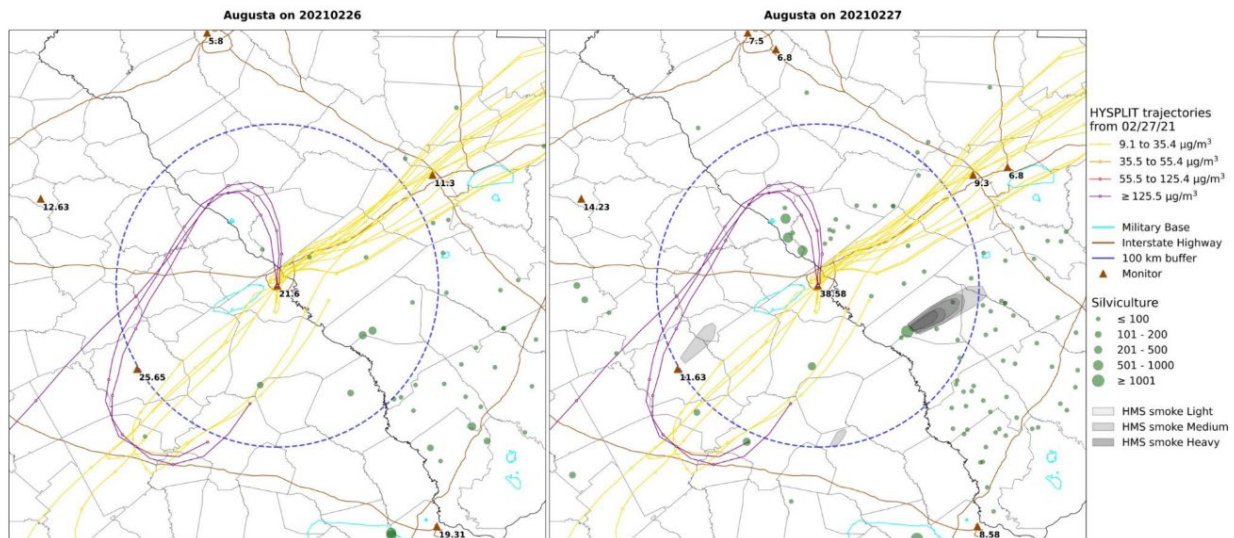 Augusta on 20210226
5.8
12.63
11.3
21.6
25.65
19.31
Augusta on 20210227
7.5
6.8
14.23
9.3
6.8
38.58
11.63
8.58
HYSPLIT trajectories
from 02/27/21
9.1 to 35.4 μg/m³
35.5 to 55.4 μg/m³
55.5 to 125.4 μg/m³
≥ 125.5 μg/m³
Military Base
Interstate Highway
100 km buffer
Monitor
Silviculture
≤ 100
101 - 200
201 - 500
501 - 1000
≥ 1001
HMS smoke Light
HMS smoke Medium
HMS smoke Heavy